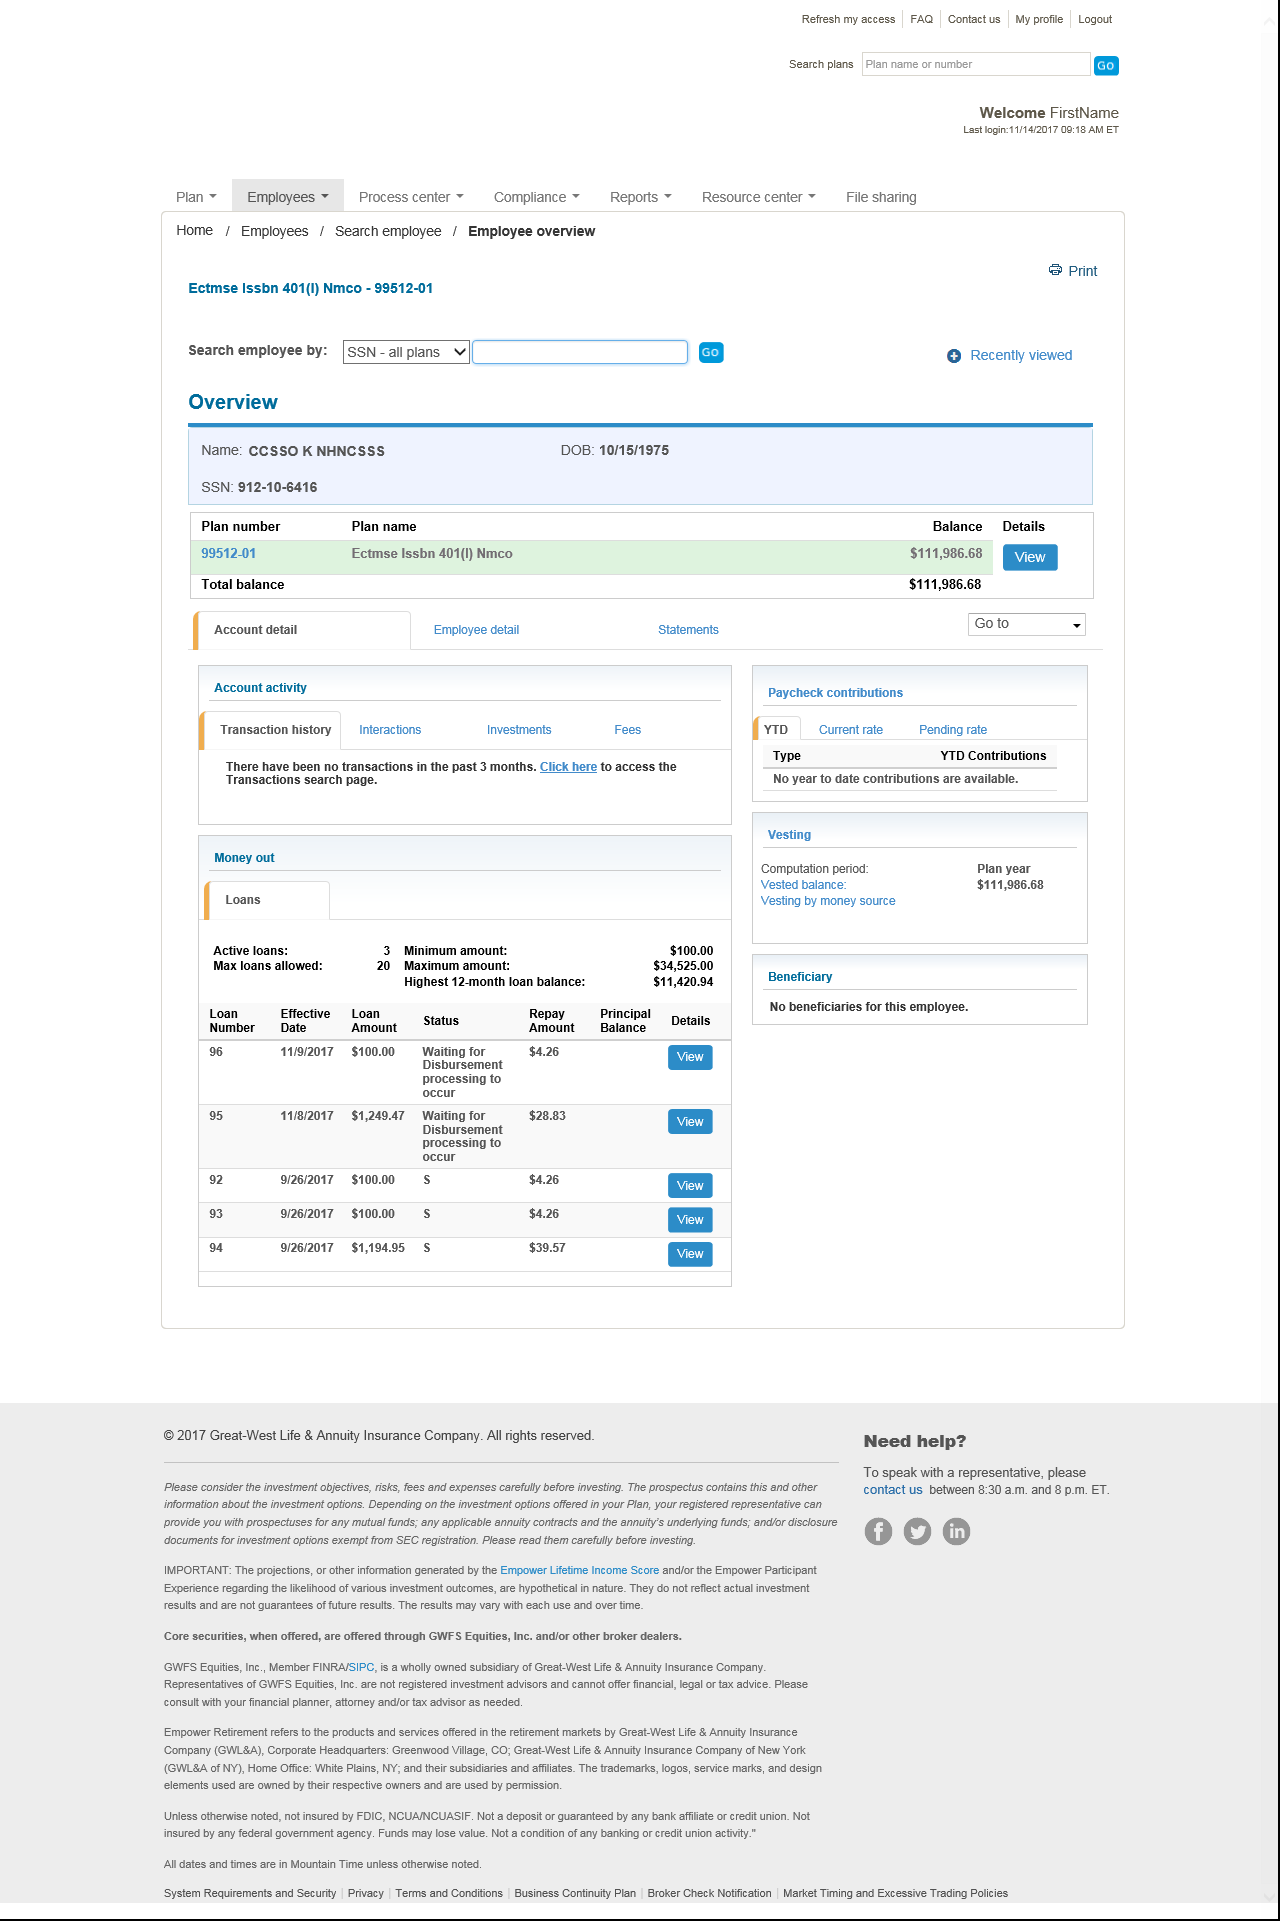 Refresh my access FAQ Contact us My profile Logout
Search plans Plan name or number Go
Welcome FirstName
Last login:11/14/2017 09:18 AM ET
Plan Employees Process center Compliance Reports Resource center File sharing
Home / Employees / Search employee / Employee overview
Print
Ectmse Issbn 401(l) Nmco - 99512-01
Search employee by: SSN - all plans Go
Recently viewed
Overview
Name: CCSSO K NHNCSSS DOB: 10/15/1975
SSN: 912-10-6416
Plan number Plan name Balance Details
99512-01 Ectmse Issbn 401(l) Nmco $111,986.68 View
Total balance $111,986.68
Account detail Employee detail Statements Go to
Account activity
Transaction history Interactions Investments Fees
There have been no transactions in the past 3 months. Click here to access the
Transactions search page.
Paycheck contributions
YTD Current rate Pending rate
Type YTD Contributions
No year to date contributions are available.
Money out
Loans
Active loans: 3 Minimum amount: $100.00
Max loans allowed: 20 Maximum amount: $34,525.00
Highest 12-month loan balance: $11,420.94
Loan Number Effective Date Loan Amount Status Repay Amount Principal Balance Details
96 11/9/2017 $100.00 Waiting for Disbursement processing to occur $4.26 View
95 11/8/2017 $1,249.47 Waiting for Disbursement processing to occur $28.83 View
92 9/26/2017 $100.00 S $4.26 View
93 9/26/2017 $100.00 S $4.26 View
94 9/26/2017 $1,194.95 S $39.57 View
Vesting
Computation period: Plan year
Vested balance: $111,986.68
Vesting by money source
Beneficiary
No beneficiaries for this employee.
© 2017 Great-West Life & Annuity Insurance Company. All rights reserved.
Please consider the investment objectives, risks, fees and expenses carefully before investing. The prospectus contains this and other
information about the investment options. Depending on the investment options offered in your Plan, your registered representative can
provide you with prospectuses for any mutual funds; any applicable annuity contracts and the annuity's underlying funds; and/or disclosure
documents for investment options exempt from SEC registration. Please read them carefully before investing.
IMPORTANT: The projections, or other information generated by the Empower Lifetime Income Score and/or the Empower Participant
Experience regarding the likelihood of various investment outcomes, are hypothetical in nature. They do not reflect actual investment
results and are not guarantees of future results. The results may vary with each use and over time.
Core securities, when offered, are offered through GWFS Equities, Inc. and/or other broker dealers.
GWFS Equities, Inc., Member FINRA/SIPC, is a wholly owned subsidiary of Great-West Life & Annuity Insurance Company.
Representatives of GWFS Equities, Inc. are not registered investment advisors and cannot offer financial, legal or tax advice. Please
consult with your financial planner, attorney and/or tax advisor as needed.
Empower Retirement refers to the products and services offered in the retirement markets by Great-West Life & Annuity Insurance
Company (GWL&A), Corporate Headquarters: Greenwood Village, CO; Great-West Life & Annuity Insurance Company of New York
(GWL&A of NY), Home Office: White Plains, NY; and their subsidiaries and affiliates. The trademarks, logos, service marks, and design
elements used are owned by their respective owners and are used by permission.
Unless otherwise noted, not insured by FDIC, NCUA/NCUASIF. Not a deposit or guaranteed by any bank affiliate or credit union. Not
insured by any federal government agency. Funds may lose value. Not a condition of any banking or credit union activity."
All dates and times are in Mountain Time unless otherwise noted.
System Requirements and Security | Privacy | Terms and Conditions | Business Continuity Plan | Broker Check Notification | Market Timing and Excessive Trading Policies
Need help?
To speak with a representative, please
contact us between 8:30 a.m. and 8 p.m. ET.